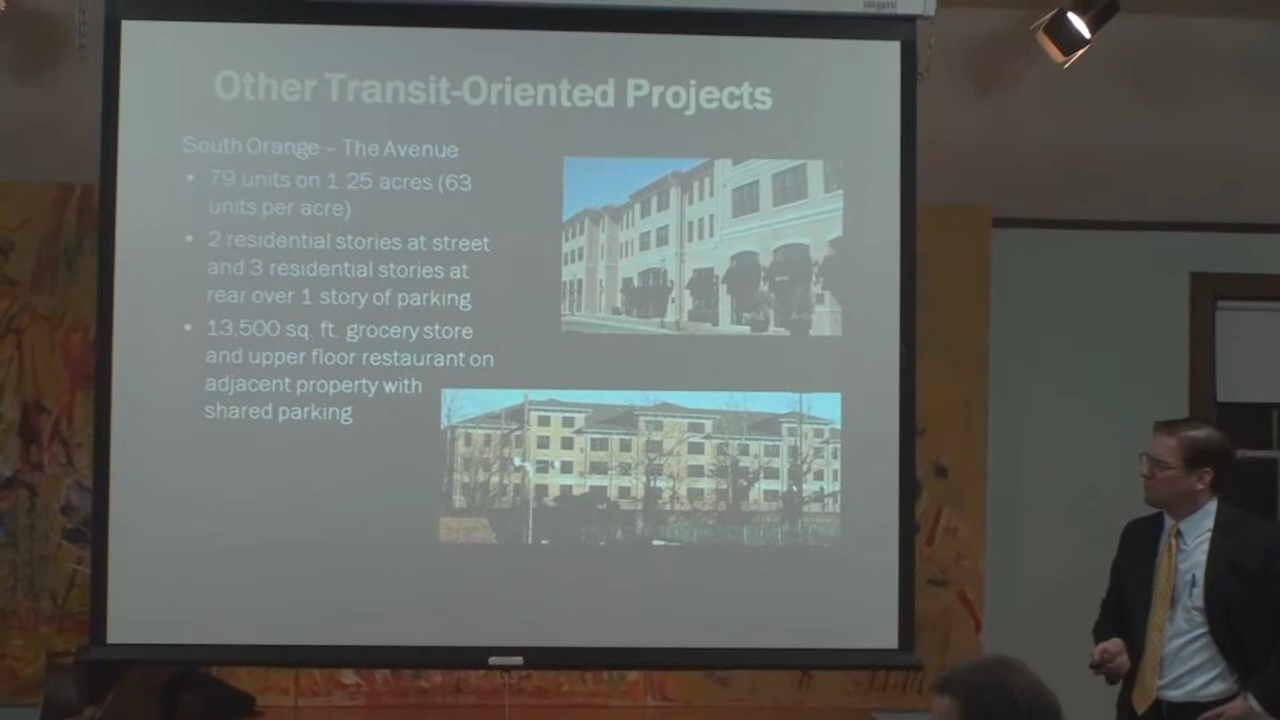 Other Transit-Oriented Projects
South Orange – The Avenue
• 79 units on 1.25 acres (63
units per acre)
• 2 residential stories at street
and 3 residential stories at
rear over 1 story of parking
• 13,500 sq. ft. grocery store
and upper floor restaurant on
adjacent property with
shared parking